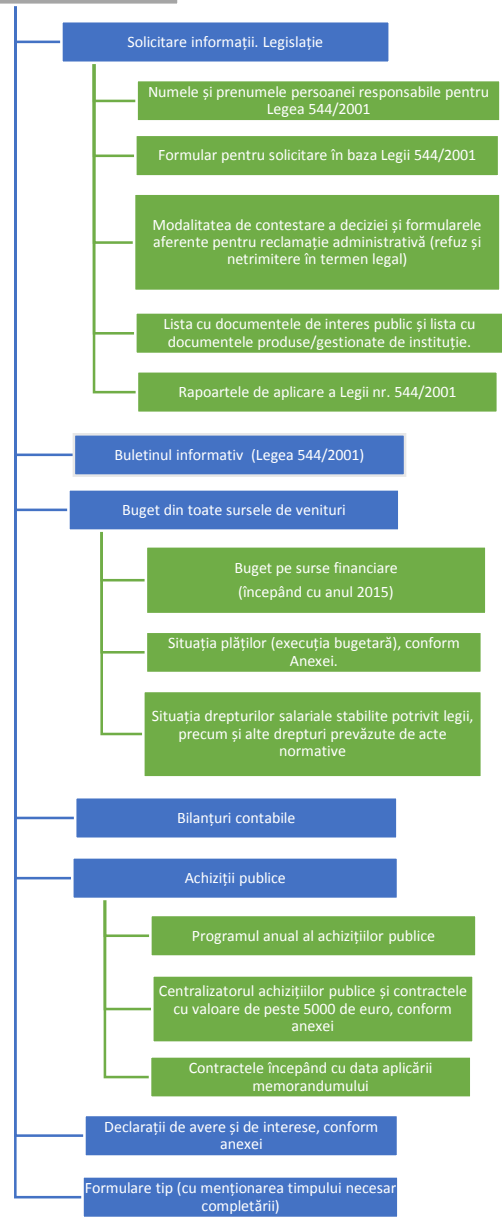 Solicitare informații. Legislație
Numele și prenumele persoanei responsabile pentru
Legea 544/2001
Formular pentru solicitare în baza Legii 544/2001
Modalitatea de contestare a deciziei și formularele
aferente pentru reclamație administrativă (refuz și
netrimitere în termen legal)
Lista cu documentele de interes public și lista cu
documentele produse/gestionate de instituție.
Rapoartele de aplicare a Legii nr. 544/2001
Buletinul informativ (Legea 544/2001)
Buget din toate sursele de venituri
Buget pe surse financiare
(începând cu anul 2015)
Situația plăților (execuția bugetară), conform
Anexei.
Situația drepturilor salariale stabilite potrivit legii,
precum și alte drepturi prevăzute de acte
normative
Bilanțuri contabile
Achiziții publice
Programul anual al achizițiilor publice
Centralizatorul achizițiilor publice și contractele
cu valoare de peste 5000 de euro, conform
anexei
Contractele începând cu data aplicării
memorandumului
Declarații de avere și de interese, conform
anexei
Formulare tip (cu menționarea timpului necesar
completării)